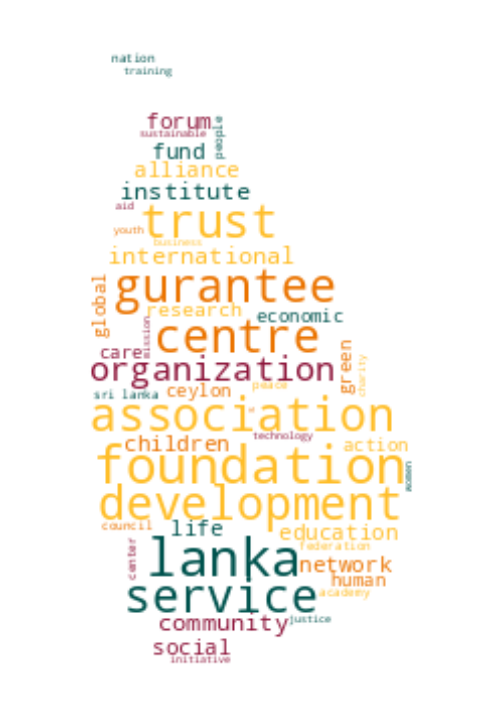 nation
training
forum
people
sustainable
fund
alliance
institute
aid
trust
youth
business
international
gurantee
global
research
economic
mission
centre
care
organization
green
charity
peace
sri lanka
ceylon
association
technology
children
action
foundation
women
development
council
life
education
federation
center
lanka
network
human
service
academy
community
justice
social
initiative